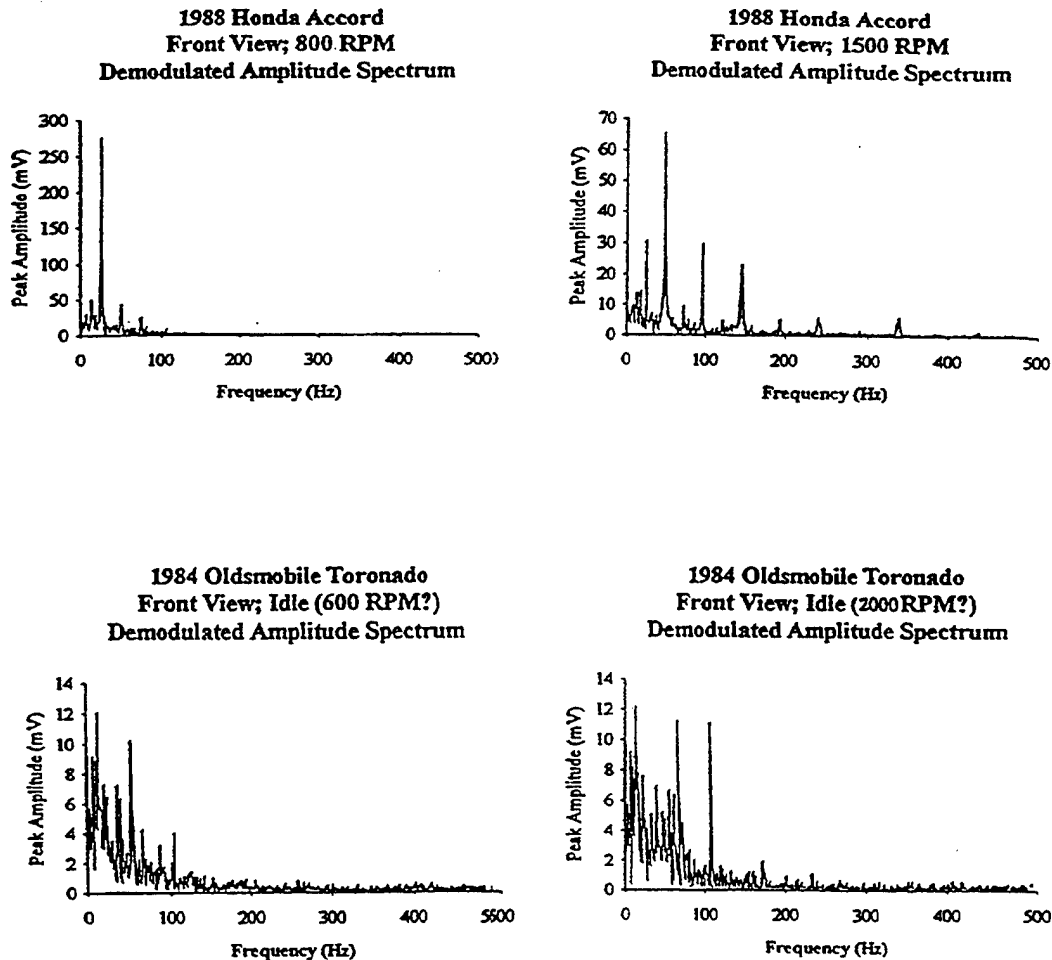 1988 Honda Accord
Front View; 800 RPM
Demodulated Amplitude Spectrum
Peak Amplitude (mV)
300
250
200
150
100
50
0
0 100 200 300 400 5003
Frequency (Hz)
1988 Honda Accord
Front View; 1500 RPM
Demodulated Amplitude Spectrum
Peak Amplitude (mV)
70
60
50
40
30
20
10
0
0 100 200 300 400 500
Frequency (Hz)
1984 Oldsmobile Toronado
Front View; Idle (600 RPM?)
Demodulated Amplitude Spectrum
Peak Amplitude (mV)
14
12
10
8
6
4
2
0
0 100 200 300 400 5500
Frequency (Hz)
1984 Oldsmobile Toronado
Front View; Idle (2000 RPM?)
Demodulated Amplitude Spectrum
Peak Amplitude (mV)
14
12
10
8
6
4
2
0
0 100 200 300 400 500
Frequency (Hz)